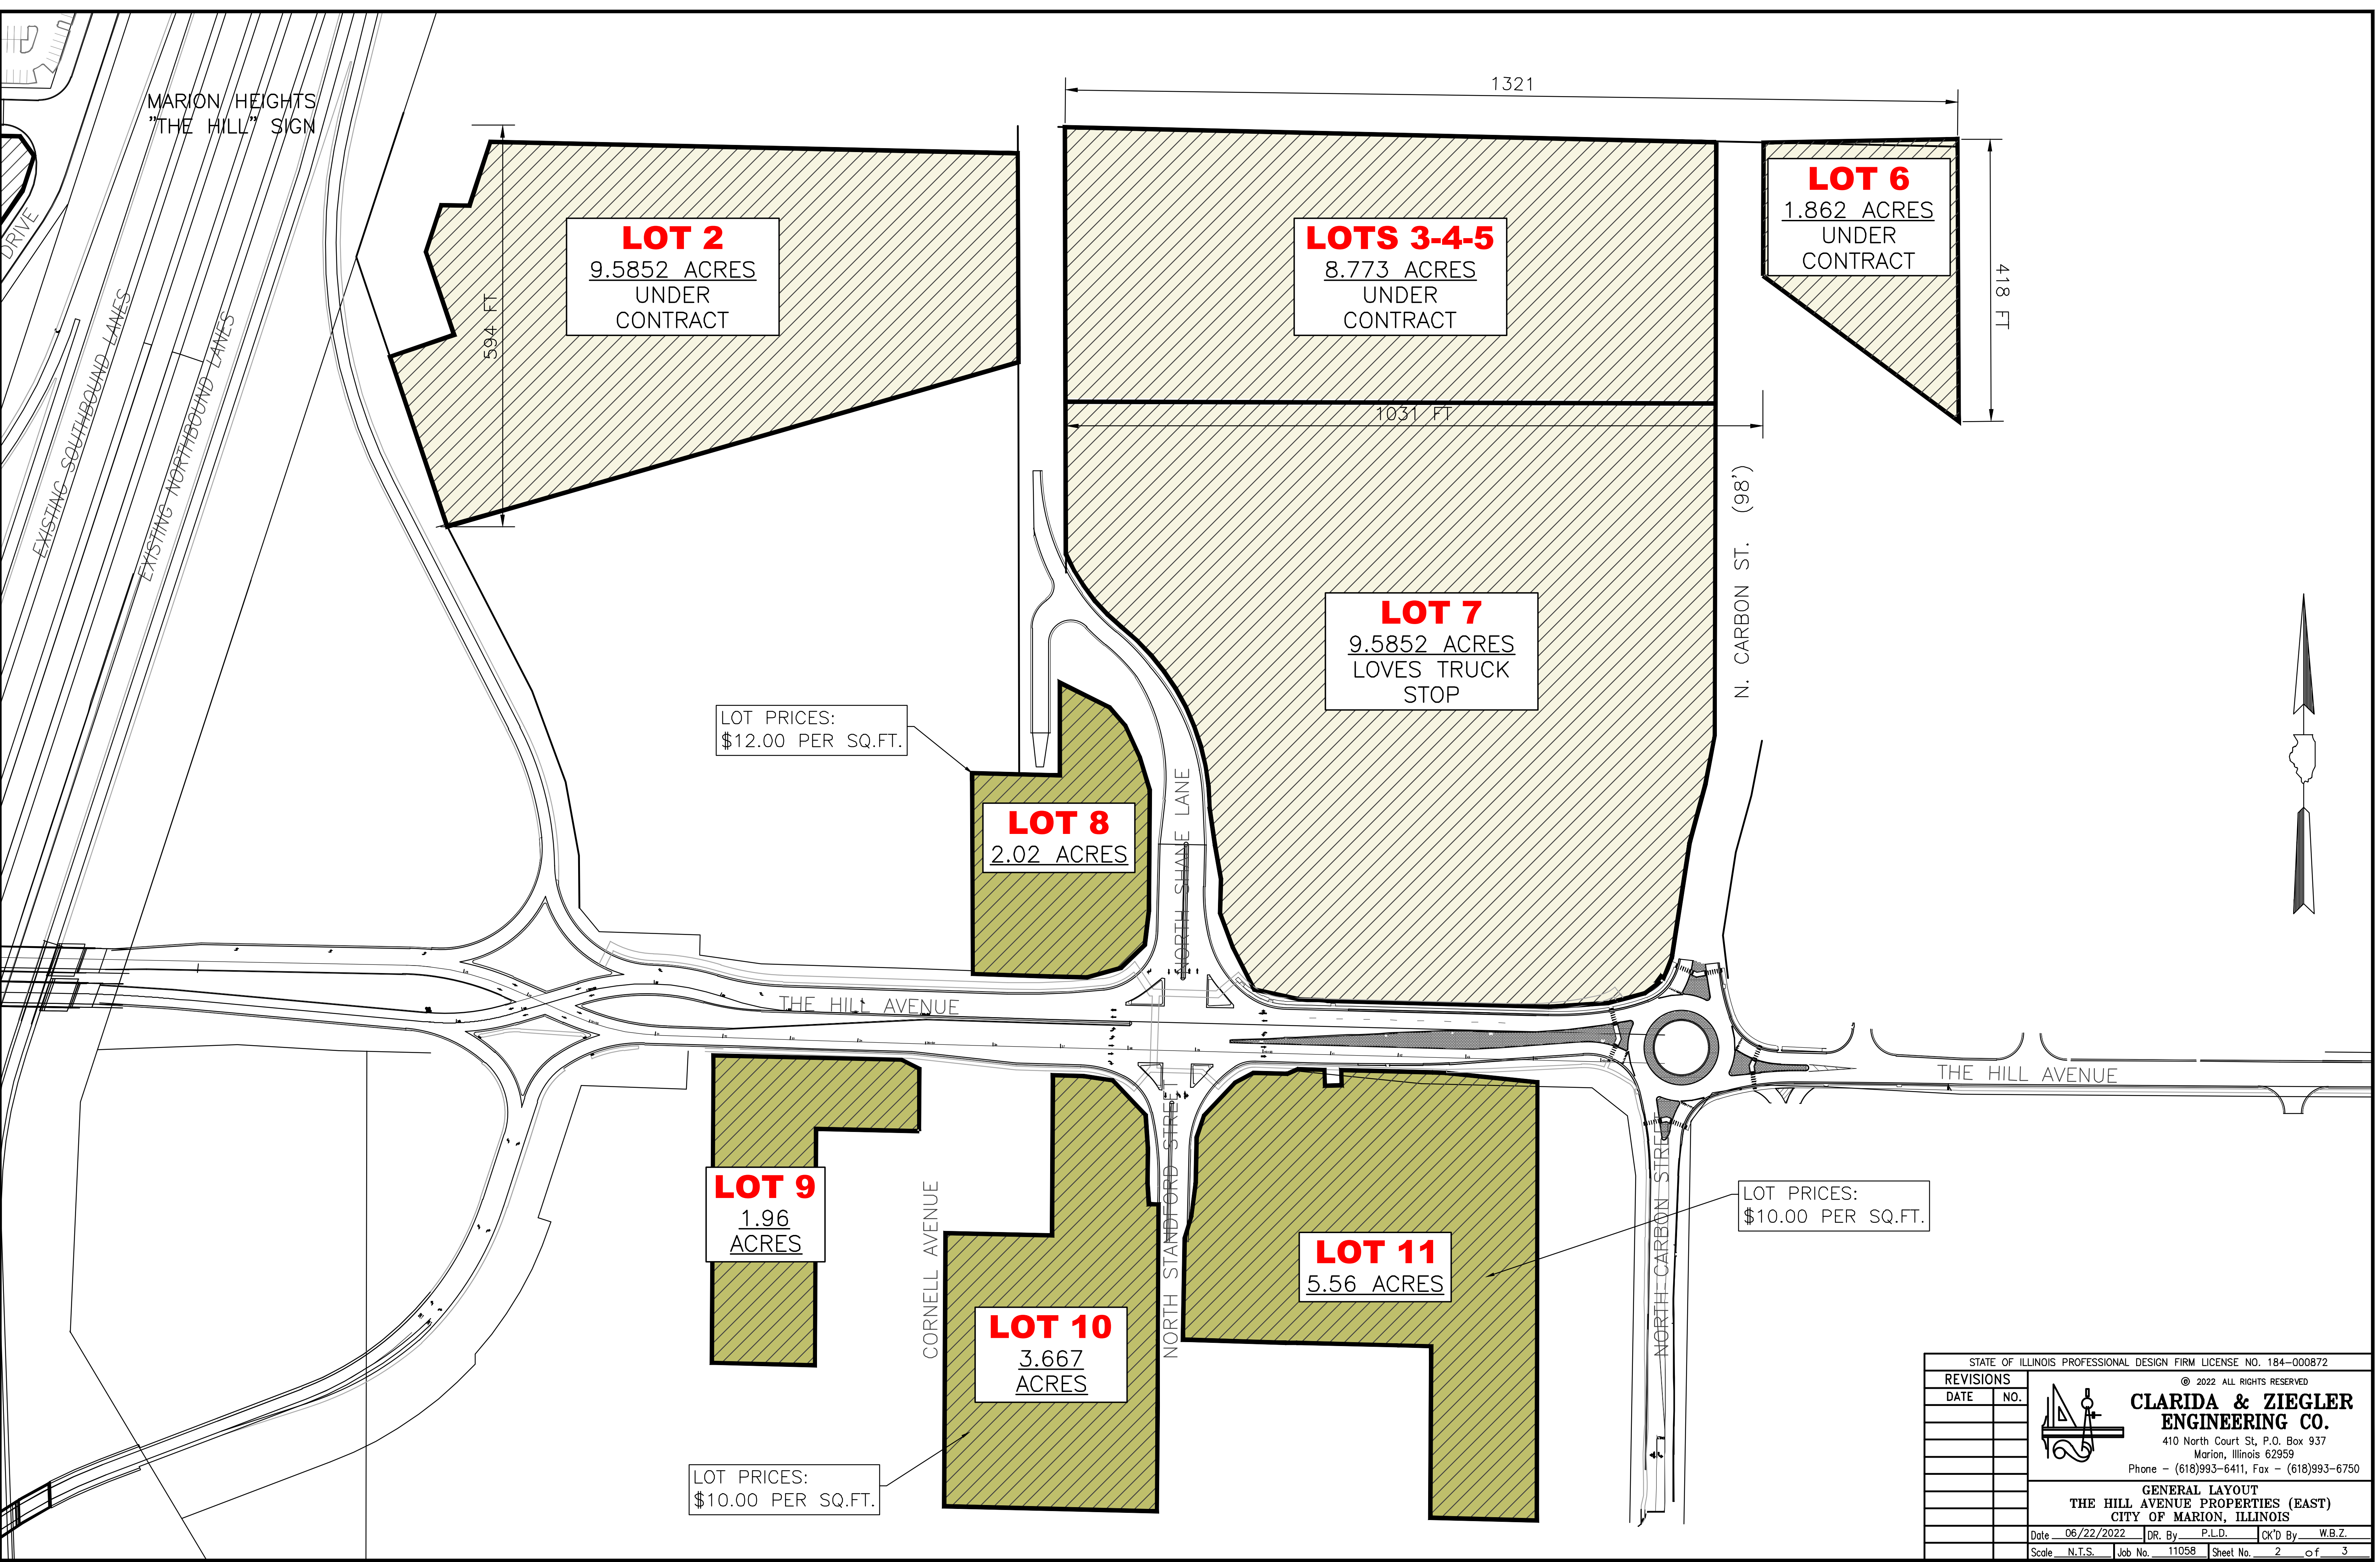 MARION HEIGHTS
"THE HILL" SIGN
DRIVE
EXISTING SOUTHBOUND LANES
EXISTING NORTHBOUND LANES
594 FT
LOT 2
9.5852 ACRES
UNDER
CONTRACT
1321
LOTS 3-4-5
8.773 ACRES
UNDER
CONTRACT
LOT 6
1.862 ACRES
UNDER
CONTRACT
418 FT
1031 FT
N. CARBON ST. (98')
LOT 7
9.5852 ACRES
LOVES TRUCK
STOP
LOT PRICES:
$12.00 PER SQ.FT.
LOT 8
2.02 ACRES
NORTH SHANE LANE
THE HILL AVENUE
THE HILL AVENUE
LOT 9
1.96
ACRES
CORNELL AVENUE
LOT 10
3.667
ACRES
NORTH STANDFORD STREET
LOT 11
5.56 ACRES
NORTH CARBON STREET
LOT PRICES:
$10.00 PER SQ.FT.
LOT PRICES:
$10.00 PER SQ.FT.
STATE OF ILLINOIS PROFESSIONAL DESIGN FIRM LICENSE NO. 184-000872
REVISIONS
DATE NO.
© 2022 ALL RIGHTS RESERVED
CLARIDA & ZIEGLER
ENGINEERING CO.
410 North Court St, P.O. Box 937
Marion, Illinois 62959
Phone - (618)993-6411, Fax - (618)993-6750
GENERAL LAYOUT
THE HILL AVENUE PROPERTIES (EAST)
CITY OF MARION, ILLINOIS
Date 06/22/2022 DR. By P.L.D. CK'D By W.B.Z.
Scale N.T.S. Job No. 11058 Sheet No. 2 of 3